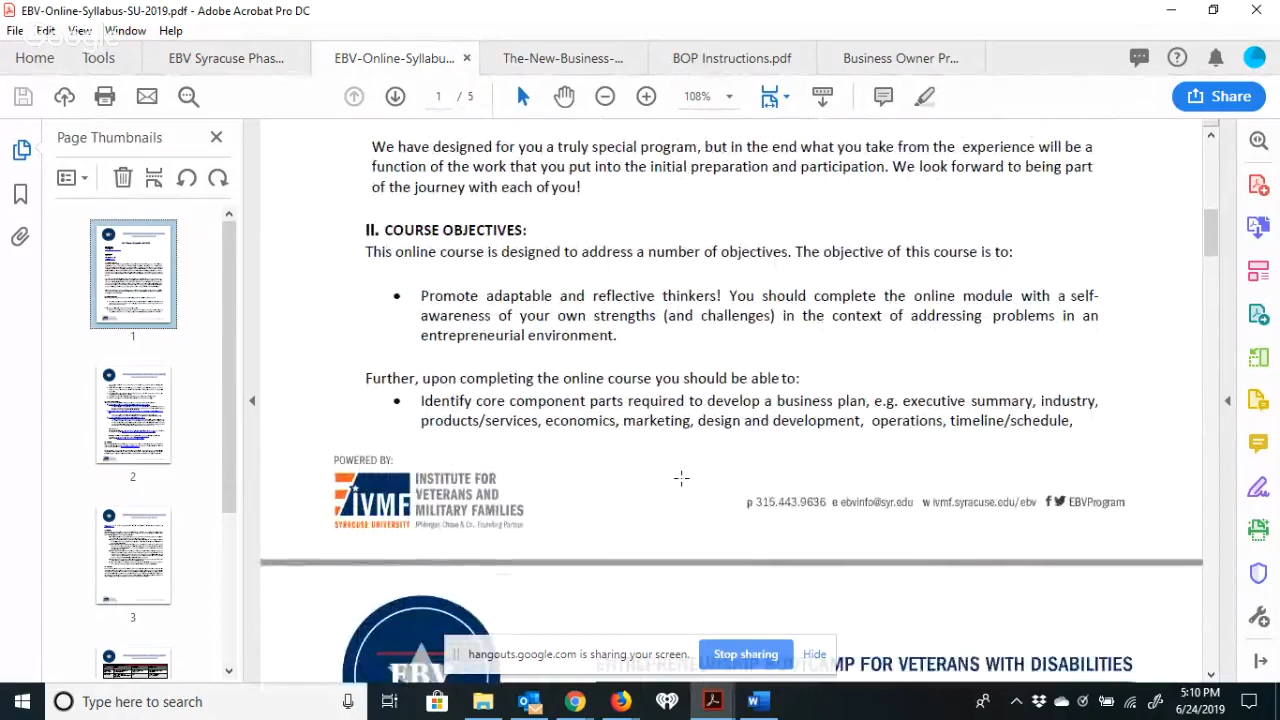 EBV-Online-Syllabus-SU-2019.pdf - Adobe Acrobat Pro DC
File Edit View Window Help
Google
Home Tools EBV Syracuse Phas... EBV-Online-Syllabu... The-New-Business-... BOP Instructions.pdf Business Owner Pr...
1 / 5 108% Share
Page Thumbnails
1
2
3
We have designed for you a truly special program, but in the end what you take from the experience will be a
function of the work that you put into the initial preparation and participation. We look forward to being part
of the journey with each of you!
II. COURSE OBJECTIVES:
This online course is designed to address a number of objectives. The objective of this course is to:
• Promote adaptable and reflective thinkers! You should complete the online module with a self-
awareness of your own strengths (and challenges) in the context of addressing problems in an
entrepreneurial environment.
Further, upon completing the online course you should be able to:
• Identify core component parts required to develop a business plan, e.g. executive summary, industry,
products/services, economics, marketing, design and development, operations, timeline/schedule,
POWERED BY:
IVMF INSTITUTE FOR
VETERANS AND
MILITARY FAMILIES
SYRACUSE UNIVERSITY JPMorgan Chase & Co., Founding Partner
p 315.443.9636 e ebvinfo@syr.edu w ivmf.syracuse.edu/ebv EBVProgram
EBV
MP FOR VETERANS WITH DISABILITIES
hangouts.google.com is sharing your screen. Stop sharing Hide
Type here to search
5:10 PM
6/24/2019